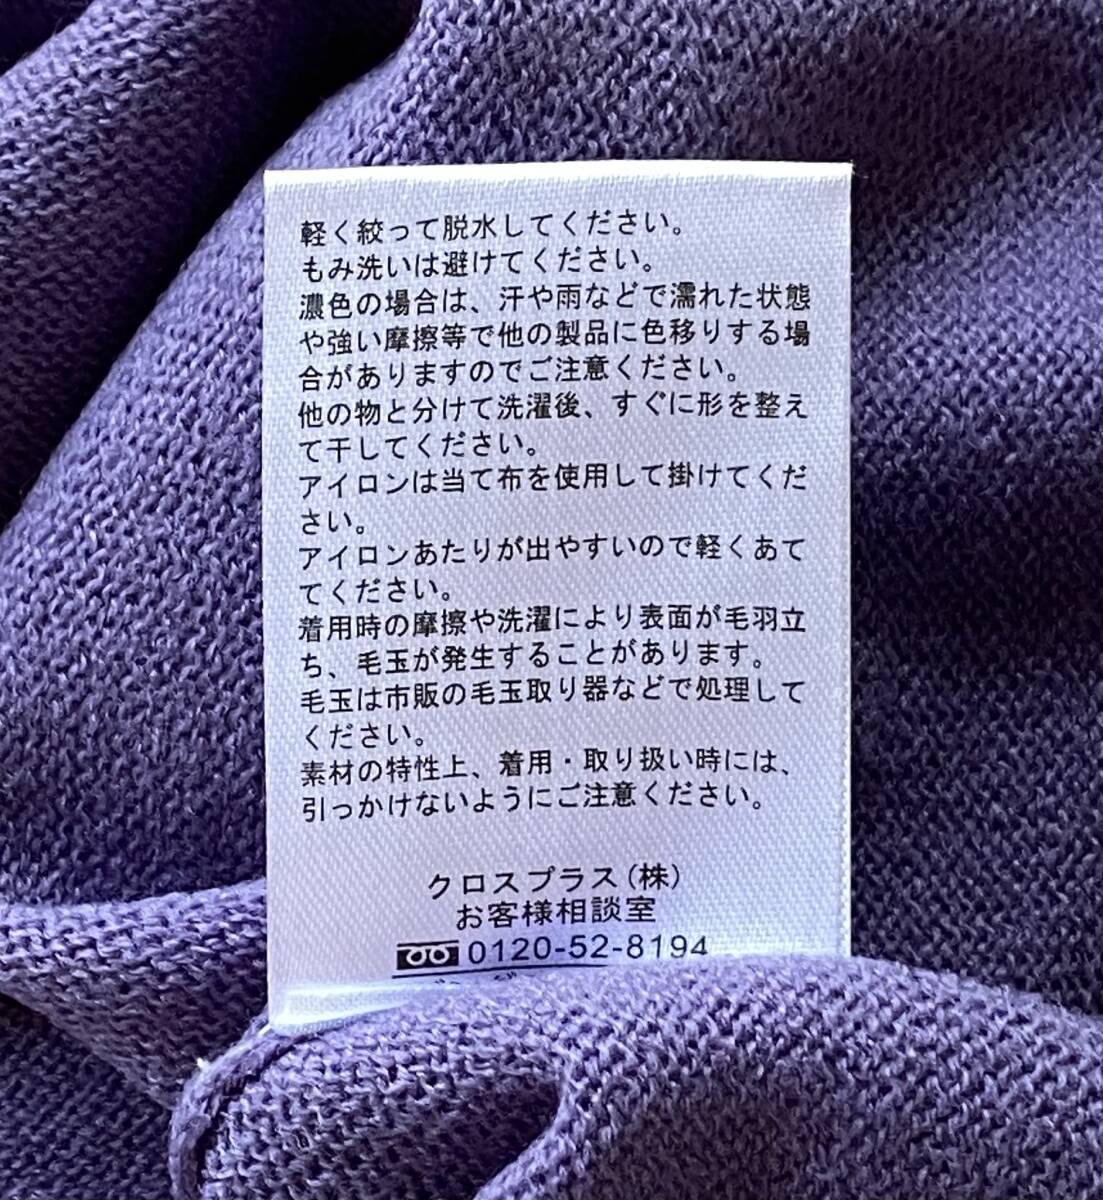 軽く絞って脱水してください。
もみ洗いは避けてください。
濃色の場合は、汗や雨などで濡れた状態
や強い摩擦等で他の製品に色移りする場
合がありますのでご注意ください。
他の物と分けて洗濯後、すぐに形を整え
て干してください。
アイロンは当て布を使用して掛けてくだ
さい。
アイロンあたりが出やすいので軽くあて
てください。
着用時の摩擦や洗濯により表面が毛羽立
ち、毛玉が発生することがあります。
毛玉は市販の毛玉取り器などで処理して
ください。
素材の特性上、着用・取り扱い時には、
引っかけないようにご注意ください。
クロスプラス(株)
お客様相談室
0120-52-8194